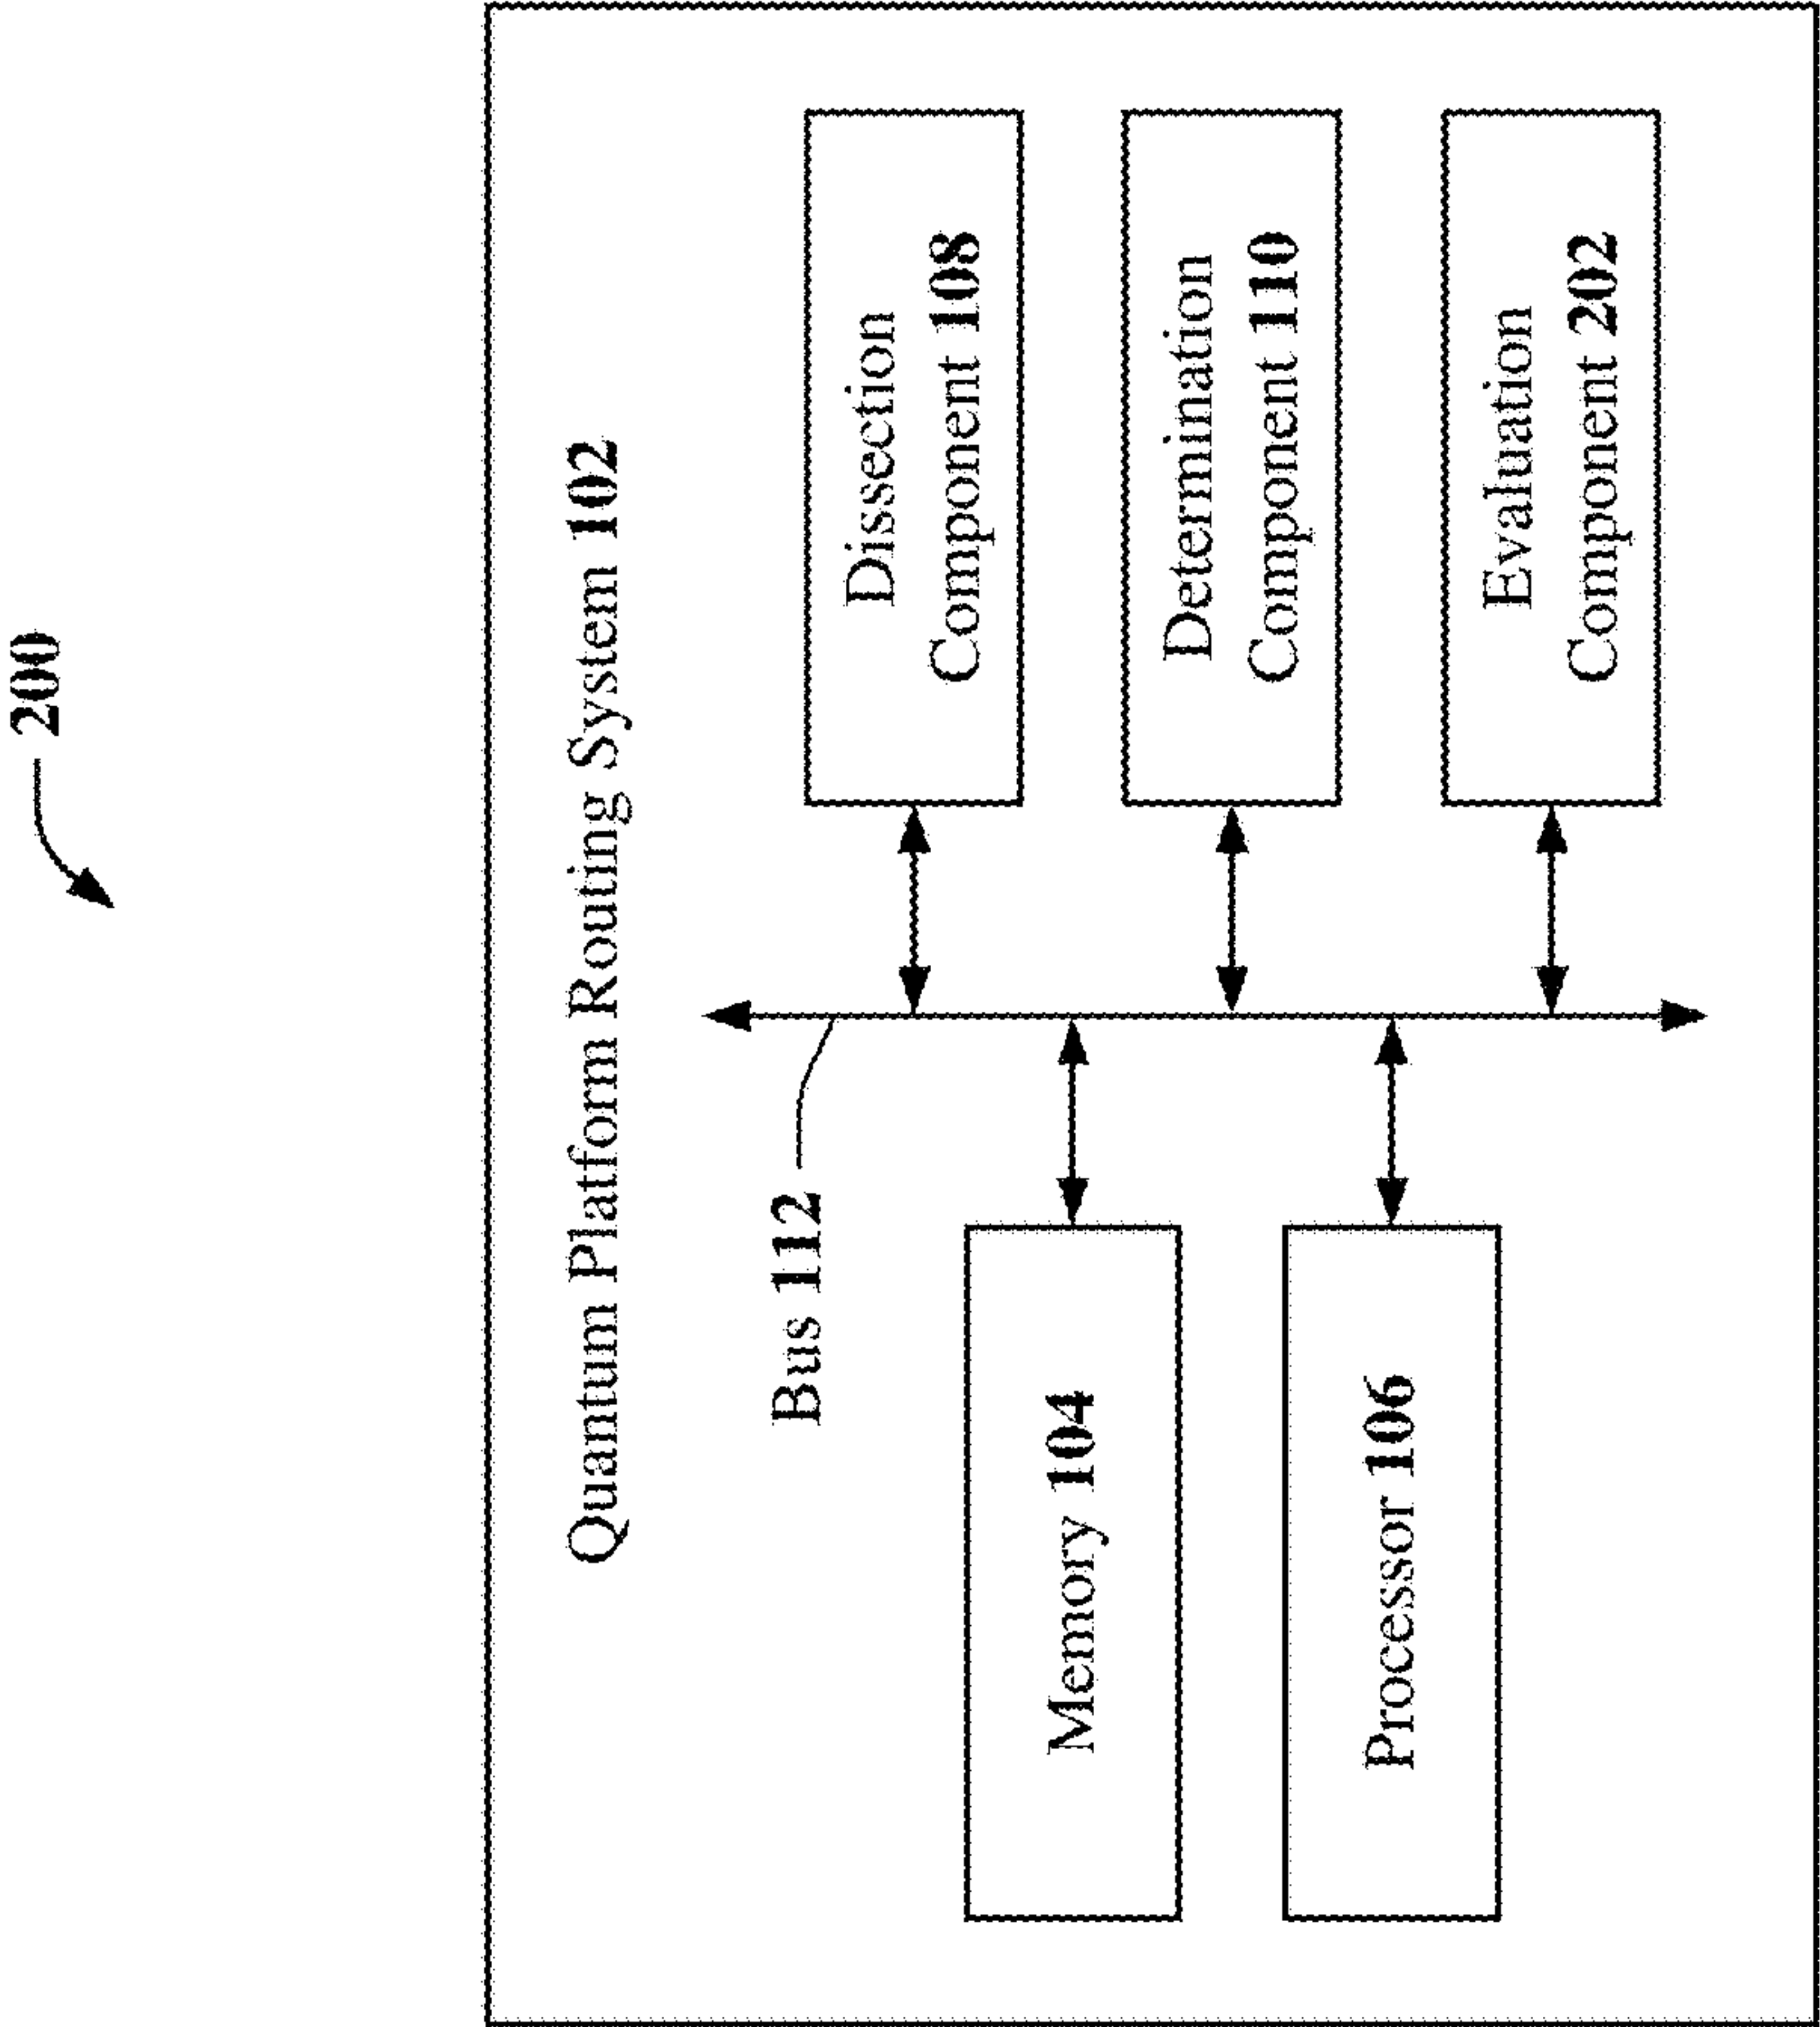 200
Quantum Platform Routing System 102
Bus 112
Memory 104
Processor 106
Dissection
Component 108
Determination
Component 110
Evaluation
Component 202